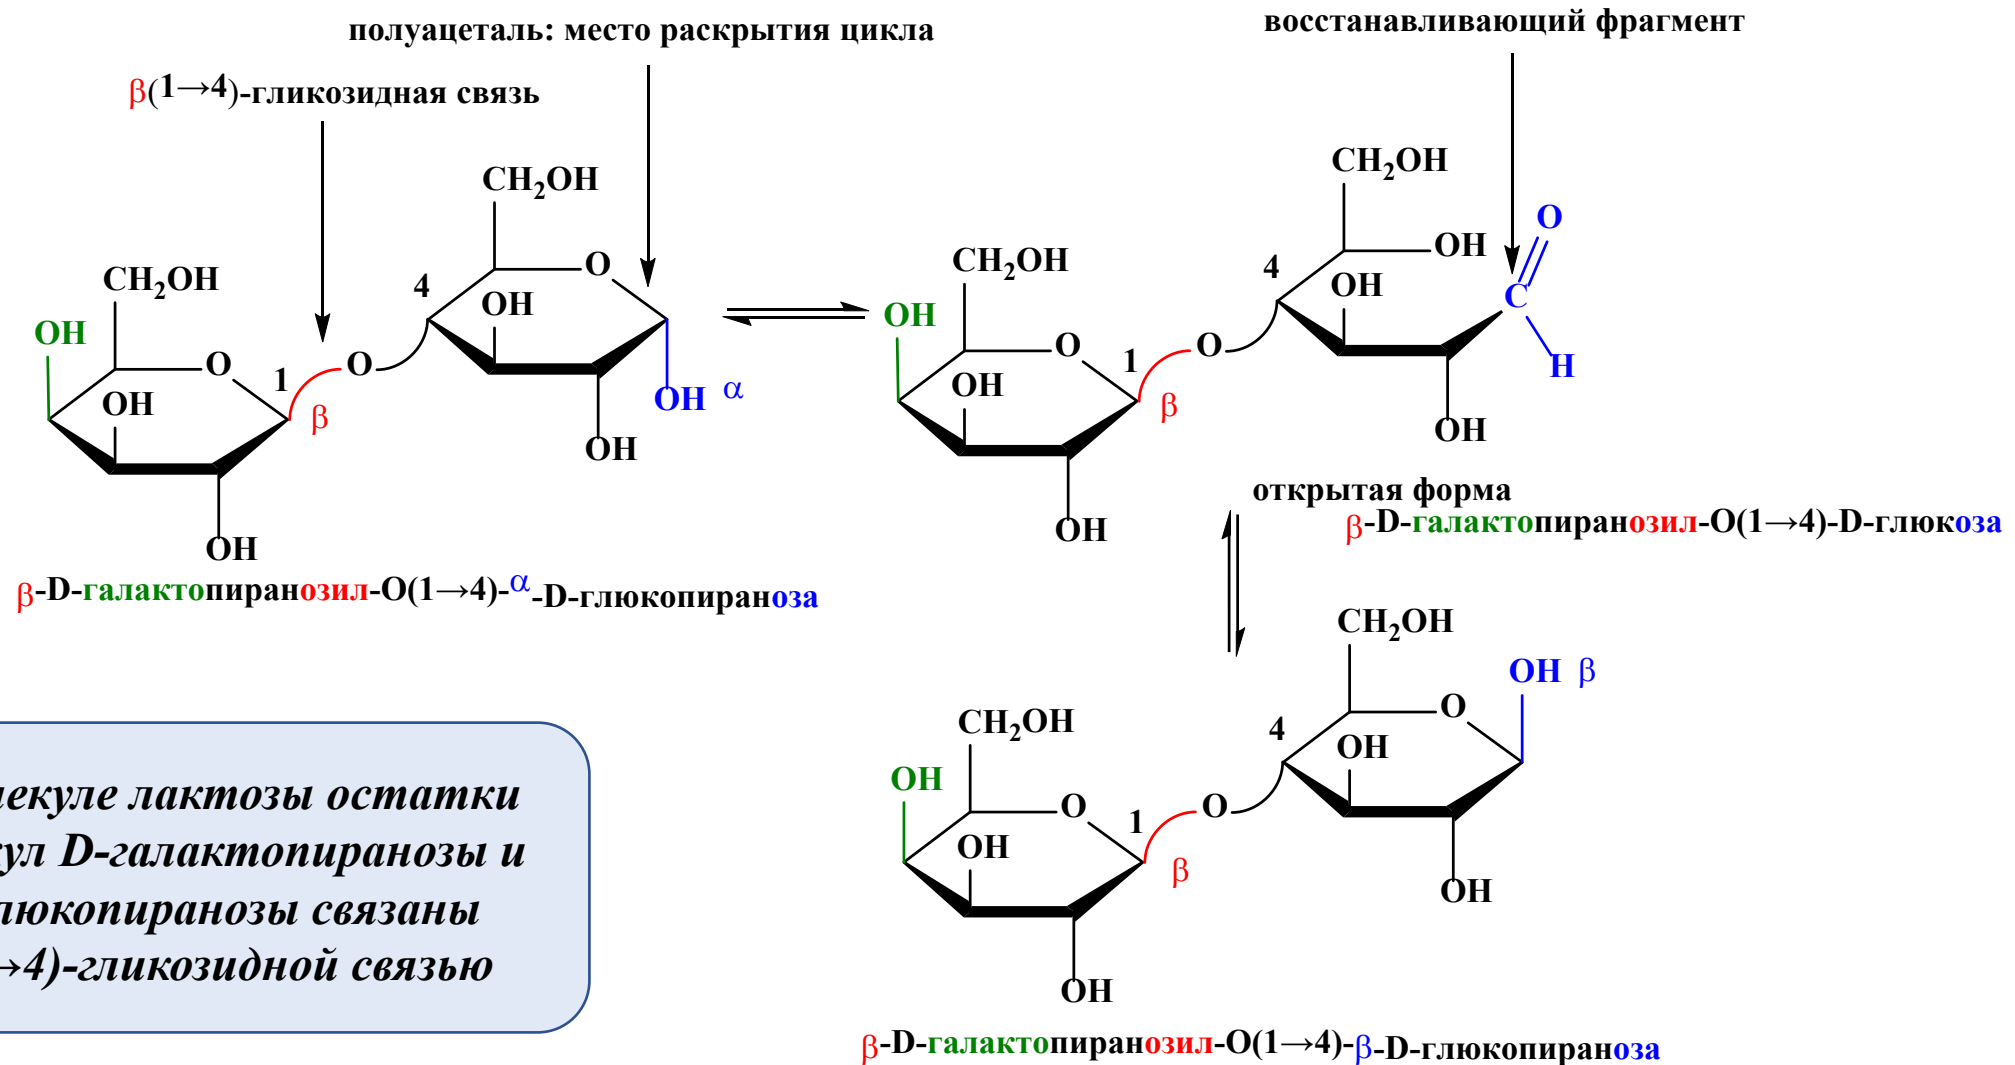 полуацеталь: место раскрытия цикла
восстанавливающий фрагмент
β(1→4)-гликозидная связь
CH₂OH
O
OH
4
OH
OH α
CH₂OH
OH
O
1
O
OH
β
OH
β-D-галактопиранозил-O(1→4)-α-D-глюкопираноза
CH₂OH
O
OH
4
OH
C
H
OH
CH₂OH
OH
O
1
O
OH
β
OH
открытая форма
β-D-галактопиранозил-O(1→4)-D-глюкоза
CH₂OH
OH β
O
4
OH
OH
CH₂OH
OH
O
1
O
OH
β
OH
β-D-галактопиранозил-O(1→4)-β-D-глюкопираноза
лекуле лактозы остатки
кул D-галактопиранозы и
люкопиранозы связаны
→4)-гликозидной связью